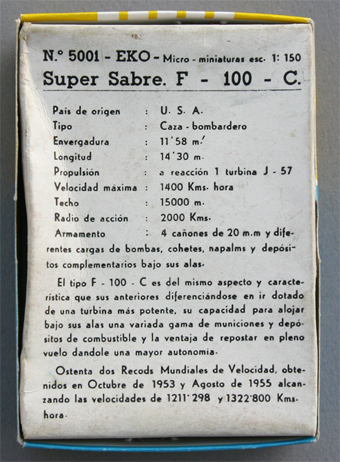 N.º 5001 - EKO - Micro - miniaturas esc. 1: 150
Super Sabre. F - 100 - C.
País de origen : U. S. A.
Tipo : Caza - bombardero
Envergadura : 11'58 m.
Longitud : 14'30 m.
Propulsión : a reacción 1 turbina J - 57
Velocidad máxima : 1400 Kms. hora
Techo : 15000 m.
Radio de acción : 2000 Kms.
Armamento : 4 cañones de 20 m.m y dife-
rentes cargas de bombas, cohetes, napalms y depósi-
tos complementarios bajo sus alas.
El tipo F - 100 - C es del mismo aspecto y caracte-
rística que sus anteriores diferenciándose en ir dotado
de una turbina más potente, su capacidad para alojar
bajo sus alas una variada gama de municiones y depó-
sitos de combustible y la ventaja de repostar en pleno
vuelo dandole una mayor autonomia.
Ostenta dos Recods Mundiales de Velocidad, obte-
nidos en Octubre de 1953 y Agosto de 1955 alcan-
zando las velocidades de 1211'298 y 1322'800 Kms-
hora.